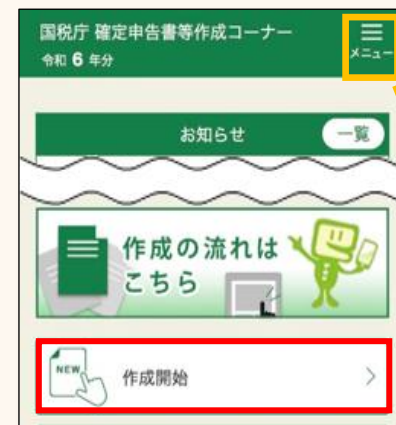 国税庁 確定申告書等作成コーナー
令和 6 年分
メニュー
お知らせ
一覧
作成の流れは
こちら
NEW
作成開始